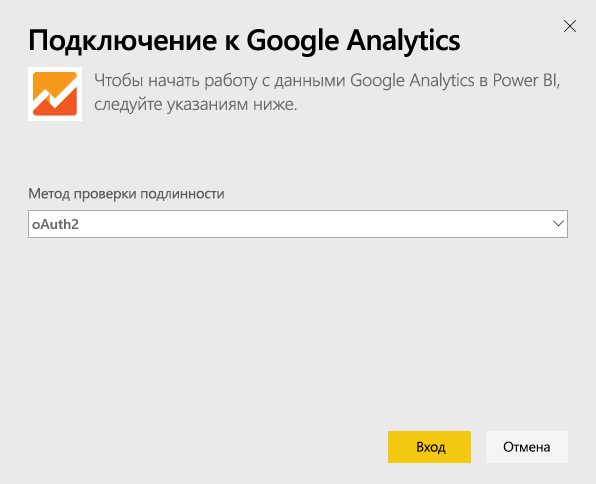 Подключение к Google Analytics
Чтобы начать работу с данными Google Analytics в Power BI,
следуйте указаниям ниже.
Метод проверки подлинности
oAuth2
Вход
Отмена